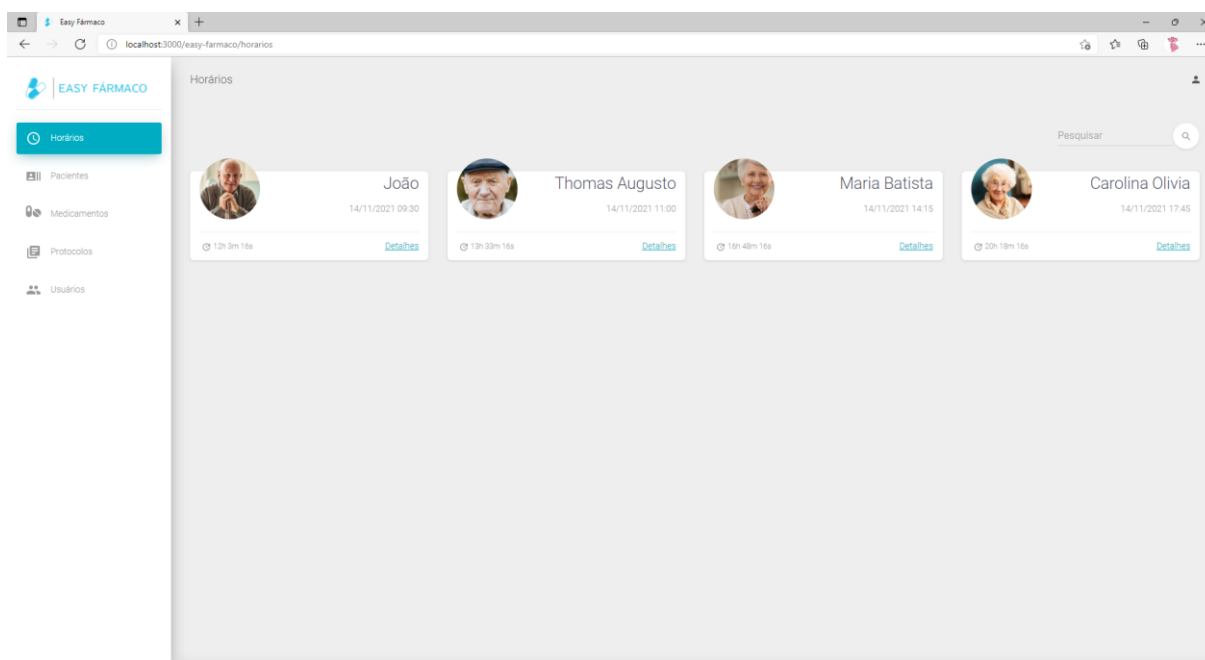 Easy Fármaco
localhost:3000/easy-farmaco/horarios
EASY FÁRMACO
Horários
Pacientes
Medicamentos
Protocolos
Usuários
Horários
Pesquisar
João
14/11/2021 09:30
12h 3m 16s
Detalhes
Thomas Augusto
14/11/2021 11:00
13h 33m 16s
Detalhes
Maria Batista
14/11/2021 14:15
16h 48m 16s
Detalhes
Carolina Olivia
14/11/2021 17:45
20h 18m 16s
Detalhes